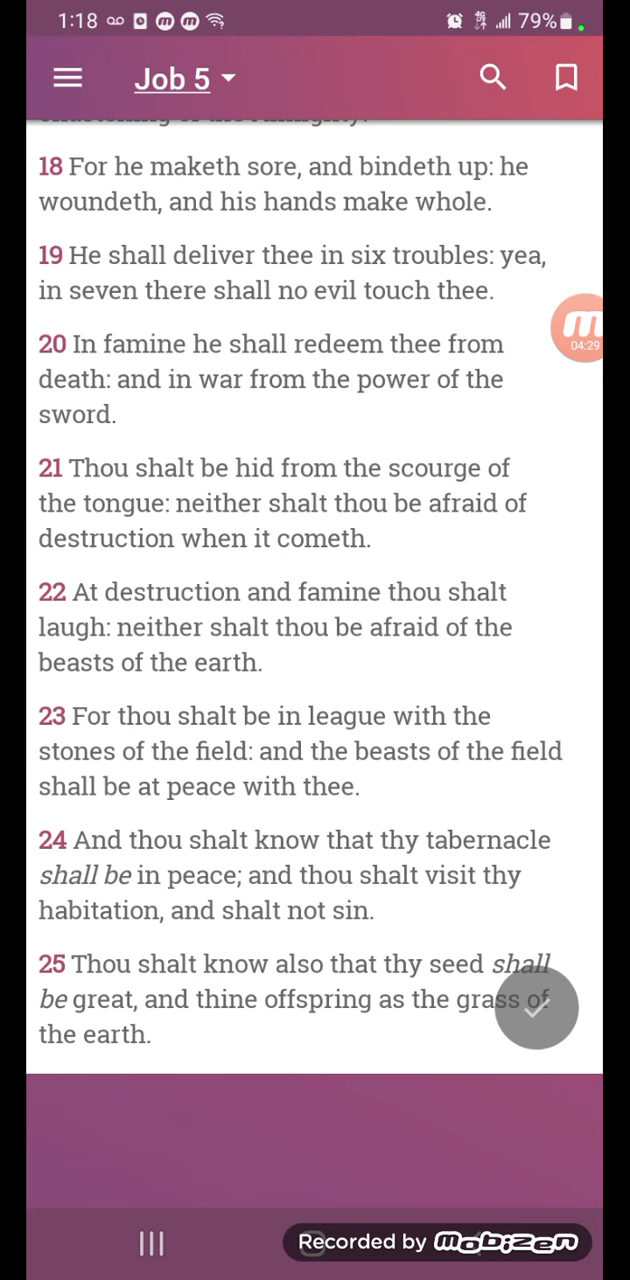 1:18
79%
Job 5
18 For he maketh sore, and bindeth up: he
woundeth, and his hands make whole.
19 He shall deliver thee in six troubles: yea,
in seven there shall no evil touch thee.
m
04:29
20 In famine he shall redeem thee from
death: and in war from the power of the
sword.
21 Thou shalt be hid from the scourge of
the tongue: neither shalt thou be afraid of
destruction when it cometh.
22 At destruction and famine thou shalt
laugh: neither shalt thou be afraid of the
beasts of the earth.
23 For thou shalt be in league with the
stones of the field: and the beasts of the field
shall be at peace with thee.
24 And thou shalt know that thy tabernacle
shall be in peace; and thou shalt visit thy
habitation, and shalt not sin.
25 Thou shalt know also that thy seed shall
be great, and thine offspring as the grass of
the earth.
Recorded by mobizen